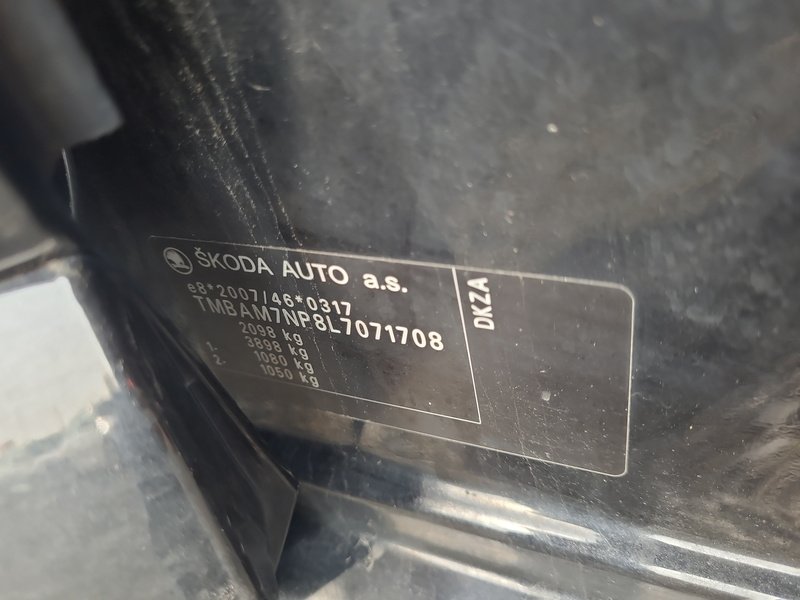 ŠKODA AUTO a.s.
e8*2007/46*0317
TMBAM7NP8L7071708
2098 kg
3898 kg
1- 1080 kg
2- 1050 kg
DKZA